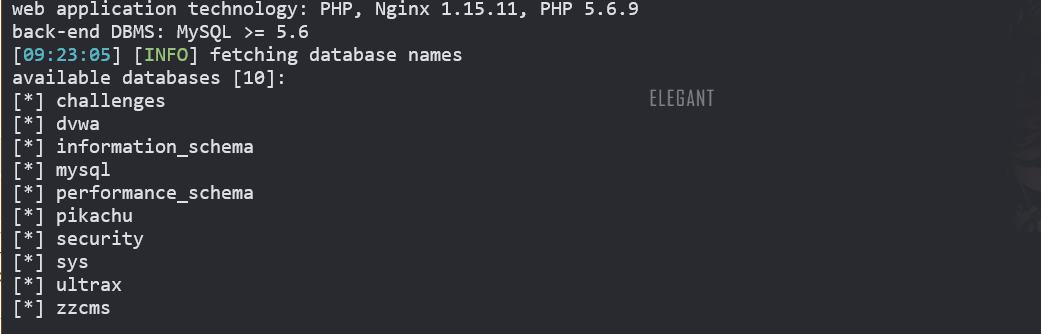 web application technology: PHP, Nginx 1.15.11, PHP 5.6.9
back-end DBMS: MySQL >= 5.6
[09:23:05] [INFO] fetching database names
available databases [10]:
[*] challenges
ELEGANT
[*] dvwa
[*] information_schema
[*] mysql
[*] performance_schema
[*] pikachu
[*] security
[*] sys
[*] ultrax
[*] zzcms